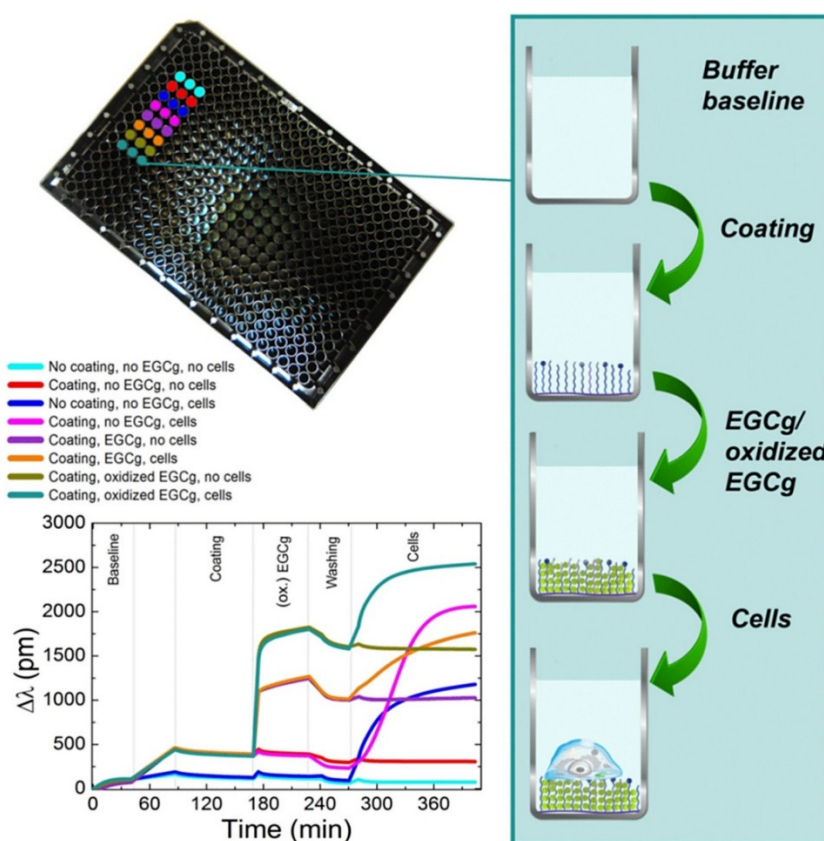 Buffer
baseline
Coating
EGCg/
oxidized
EGCg
Cells
No coating, no EGCg, no cells
Coating, no EGCg, no cells
No coating, no EGCg, cells
Coating, no EGCg, cells
Coating, EGCg, no cells
Coating, EGCg, cells
Coating, oxidized EGCg, no cells
Coating, oxidized EGCg, cells
3000
2500
2000
1500
1000
500
0
Δλ (pm)
Baseline
Coating
(ox.) EGCg
Washing
Cells
0 60 120 180 240 300 360
Time (min)